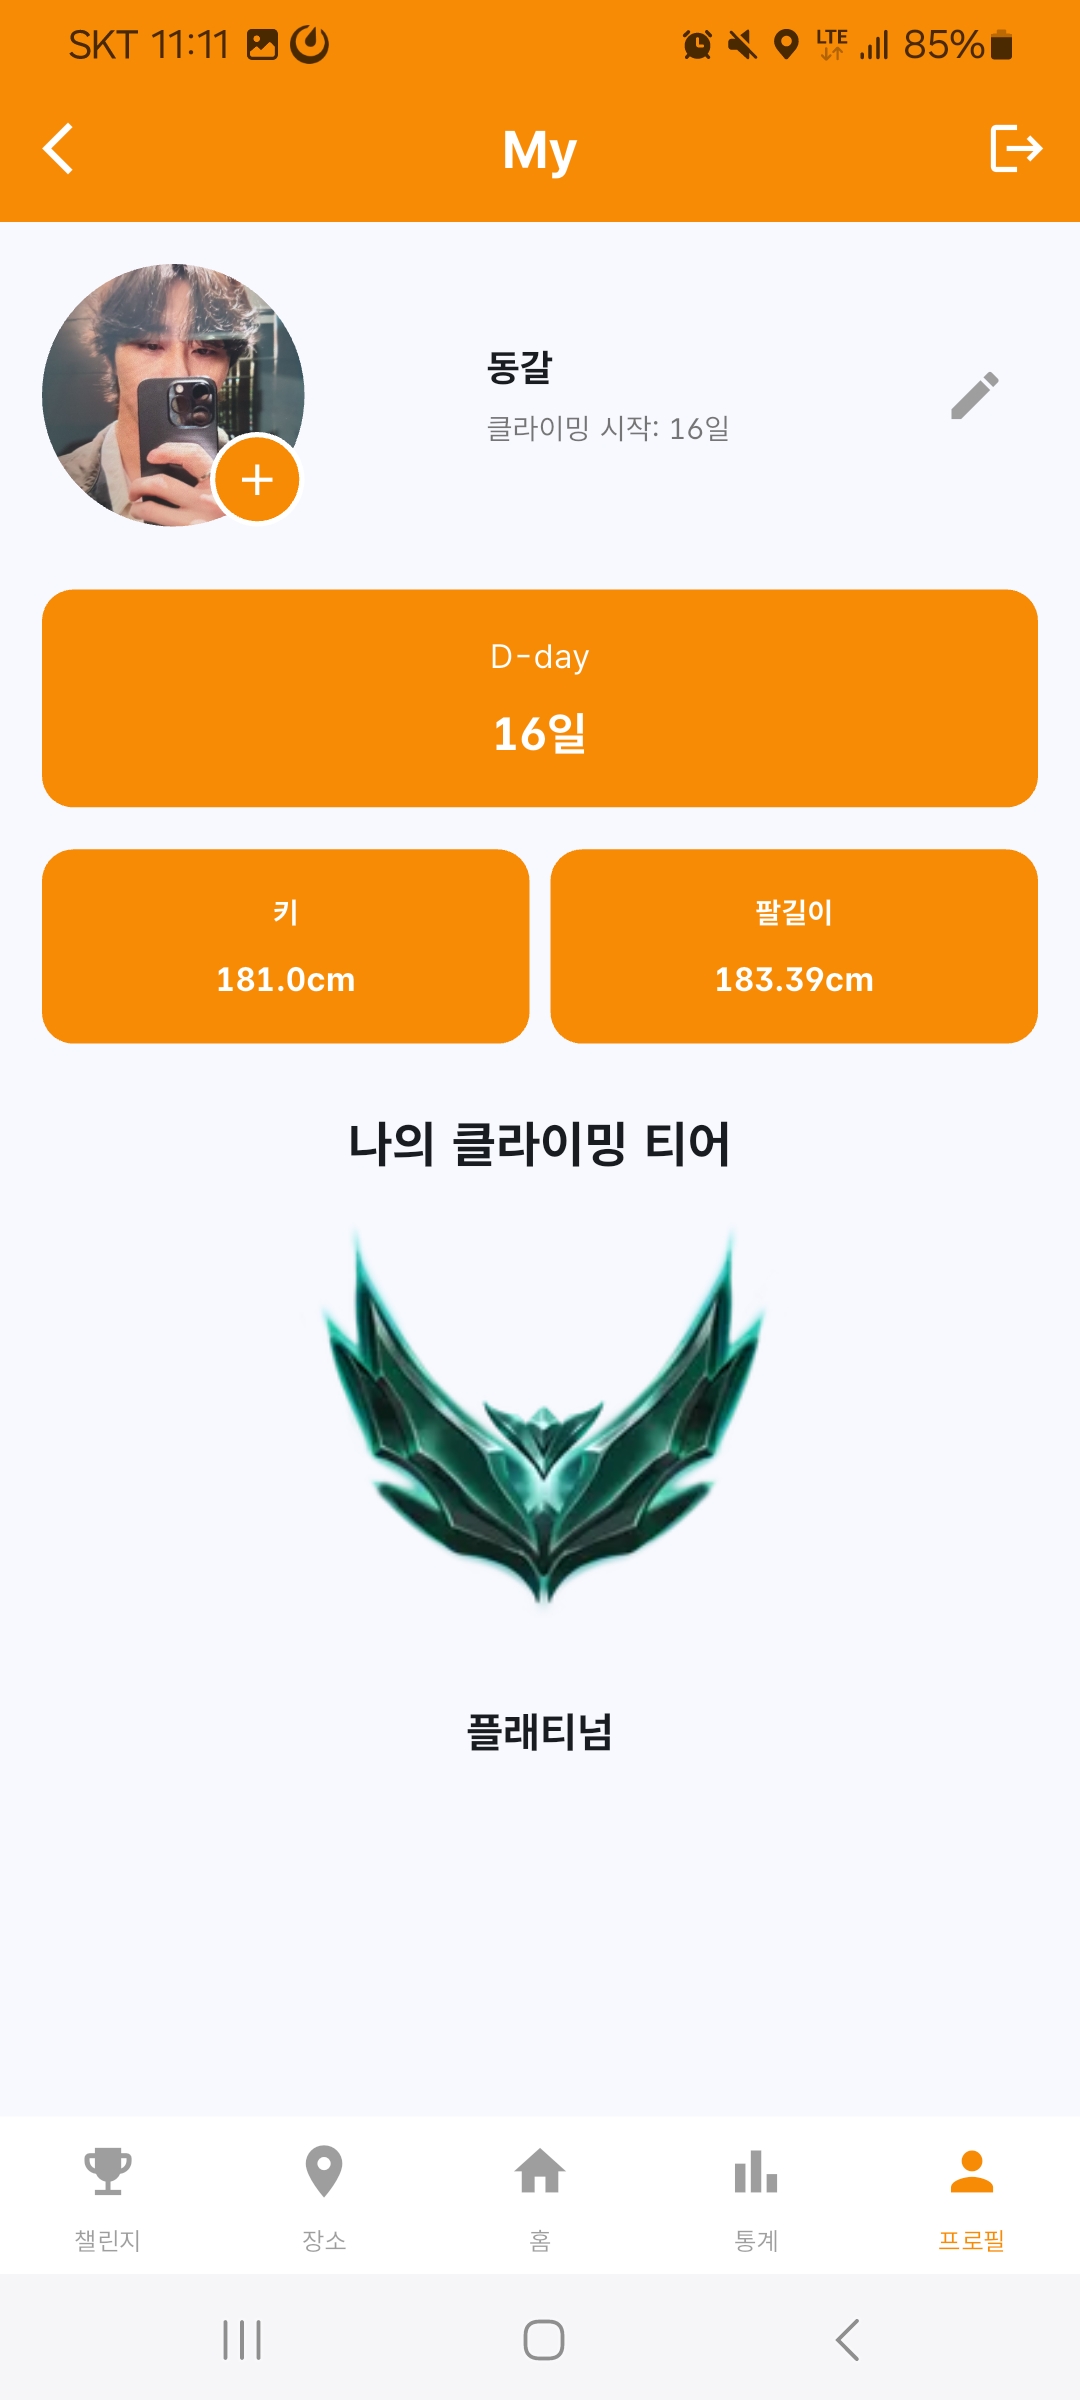 SKT 11:11 LTE 85%
My
동갈
클라이밍 시작: 16일
D-day
16일
키
181.0cm
팔길이
183.39cm
나의 클라이밍 티어
플래티넘
챌린지
장소
홈
통계
프로필